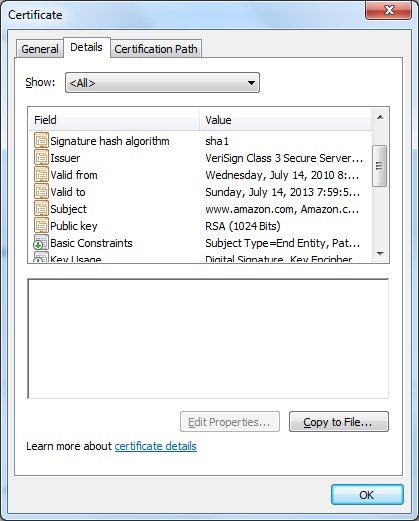 Certificate
General Details Certification Path
Show: <All>
Field Value
Signature hash algorithm sha1
Issuer VeriSign Class 3 Secure Server...
Valid from Wednesday, July 14, 2010 8:...
Valid to Sunday, July 14, 2013 7:59:5...
Subject www.amazon.com, Amazon.c...
Public key RSA (1024 Bits)
Basic Constraints Subject Type=End Entity, Pat...
Key Usage Digital Signature, Key Encipher...
Edit Properties... Copy to File...
Learn more about certificate details
OK